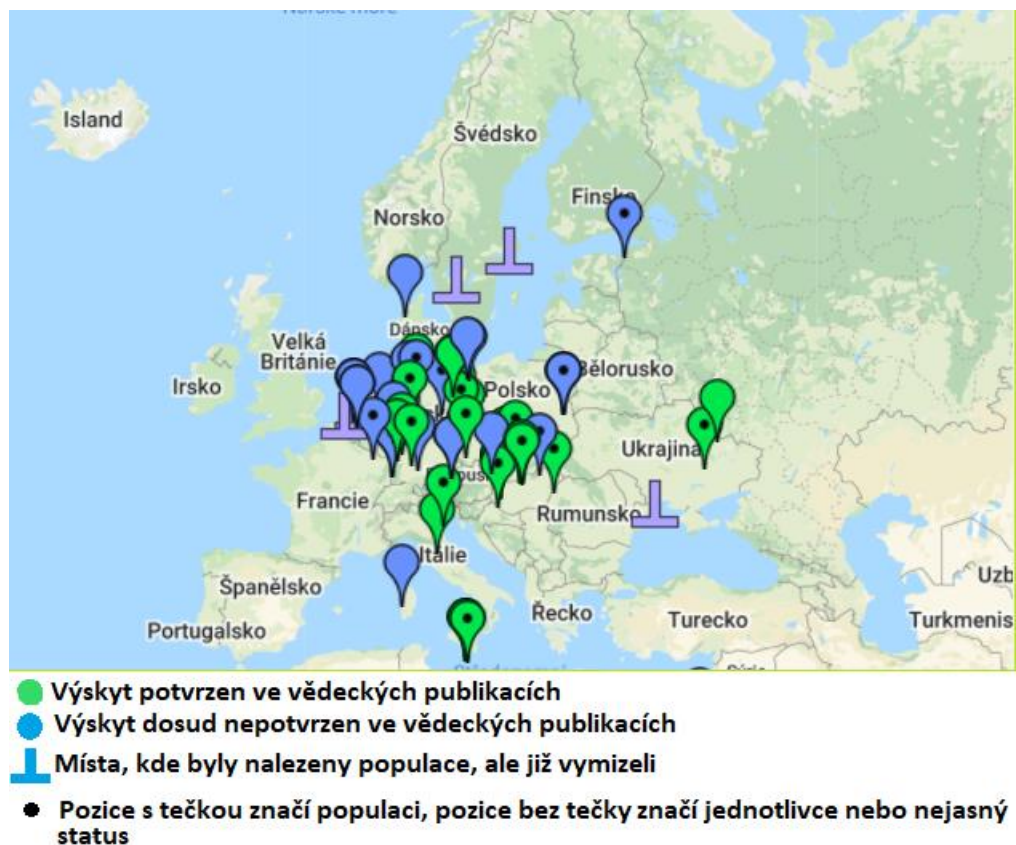 Norské moře
Island
Švédsko
Finsko
Norsko
Dánsko
Velká
Británie
Irsko
Polsko
Bělorusko
Ukrajina
Francie
Rumunsko
Itálie
Španělsko
Portugalsko
Řecko
Turecko
Uzb
Turkmenis
Výskyt potvrzen ve vědeckých publikacích
Výskyt dosud nepotvrzen ve vědeckých publikacích
Místa, kde byly nalezeny populace, ale již vymizeli
Pozice s tečkou značí populaci, pozice bez tečky značí jednotlivce nebo nejasný
status